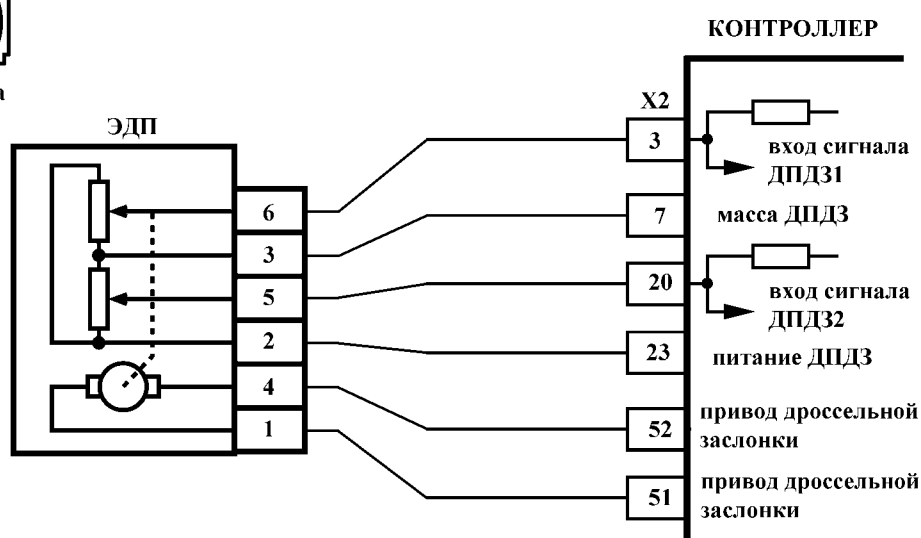 КОНТРОЛЛЕР
а
ЭДП
X2
6
3
5
2
4
1
3
вход сигнала
ДПДЗ1
7
масса ДПДЗ
20
вход сигнала
ДПДЗ2
23
питание ДПДЗ
52
привод дроссельной
заслонки
51
привод дроссельной
заслонки